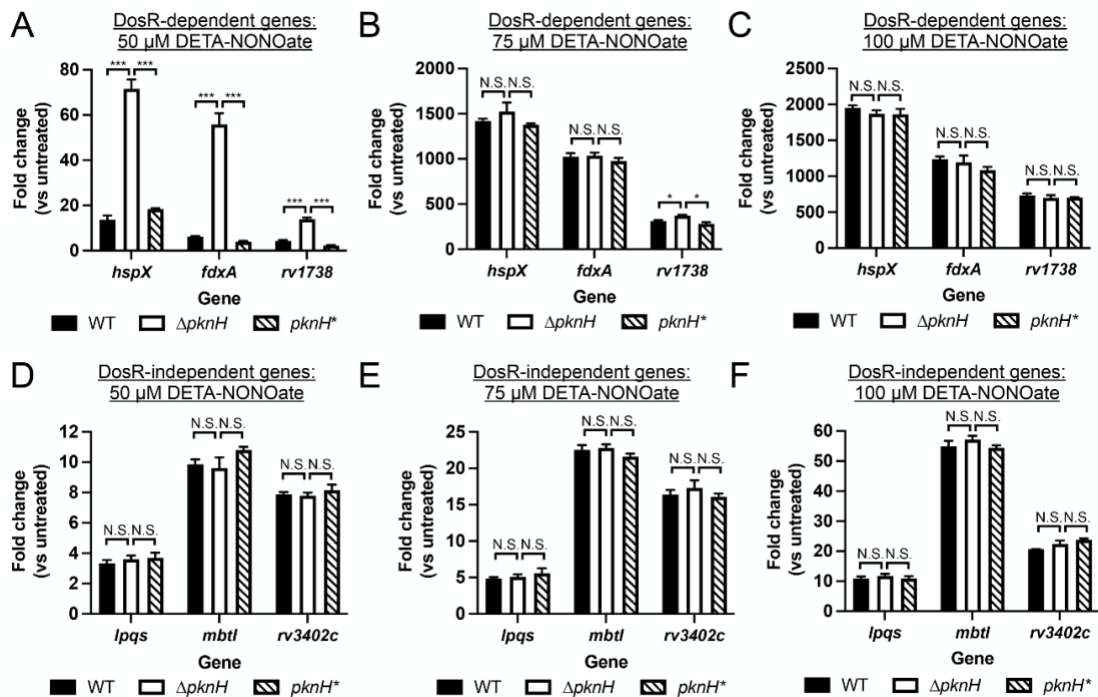 A
DosR-dependent genes:
50 µM DETA-NONOate
Fold change
(vs untreated)
80
60
40
20
0
*** ***
*** ***
*** ***
hspX fdxA rv1738
Gene
WT ΔpknH pknH*
B
DosR-dependent genes:
75 µM DETA-NONOate
Fold change
(vs untreated)
2000
1500
1000
500
0
N.S. N.S.
N.S. N.S.
* *
hspX fdxA rv1738
Gene
WT ΔpknH pknH*
C
DosR-dependent genes:
100 µM DETA-NONOate
Fold change
(vs untreated)
2500
2000
1500
1000
500
0
N.S. N.S.
N.S. N.S.
N.S. N.S.
hspX fdxA rv1738
Gene
WT ΔpknH pknH*
D
DosR-independent genes:
50 µM DETA-NONOate
Fold change
(vs untreated)
12
10
8
6
4
2
0
N.S. N.S.
N.S. N.S.
N.S. N.S.
lpqs mbtI rv3402c
Gene
WT ΔpknH pknH*
E
DosR-independent genes:
75 µM DETA-NONOate
Fold change
(vs untreated)
25
20
15
10
5
0
N.S. N.S.
N.S. N.S.
N.S. N.S.
lpqs mbtI rv3402c
Gene
WT ΔpknH pknH*
F
DosR-independent genes:
100 µM DETA-NONOate
Fold change
(vs untreated)
60
50
40
30
20
10
0
N.S. N.S.
N.S. N.S.
N.S. N.S.
lpqs mbtI rv3402c
Gene
WT ΔpknH pknH*